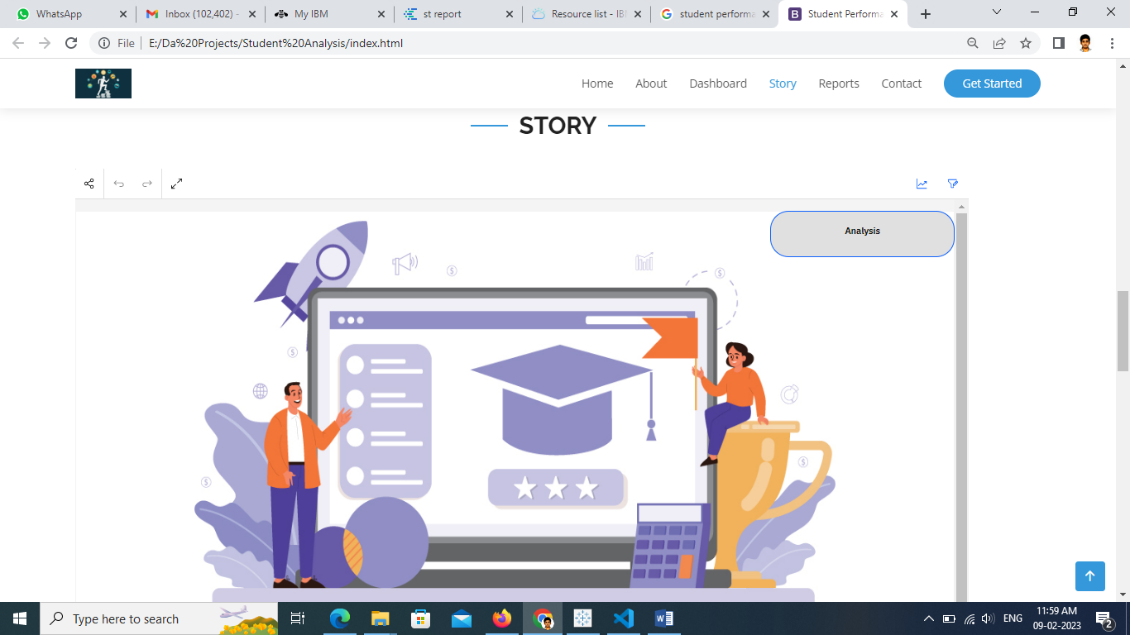 WhatsApp
Inbox (102,402) -
My IBM
st report
Resource list - IB
student performa
Student Performa
File
E:/Da%20Projects/Student%20Analysis/index.html
Home
About
Dashboard
Story
Reports
Contact
Get Started
STORY
Analysis
Type here to search
ENG
11:59 AM
09-02-2023
2